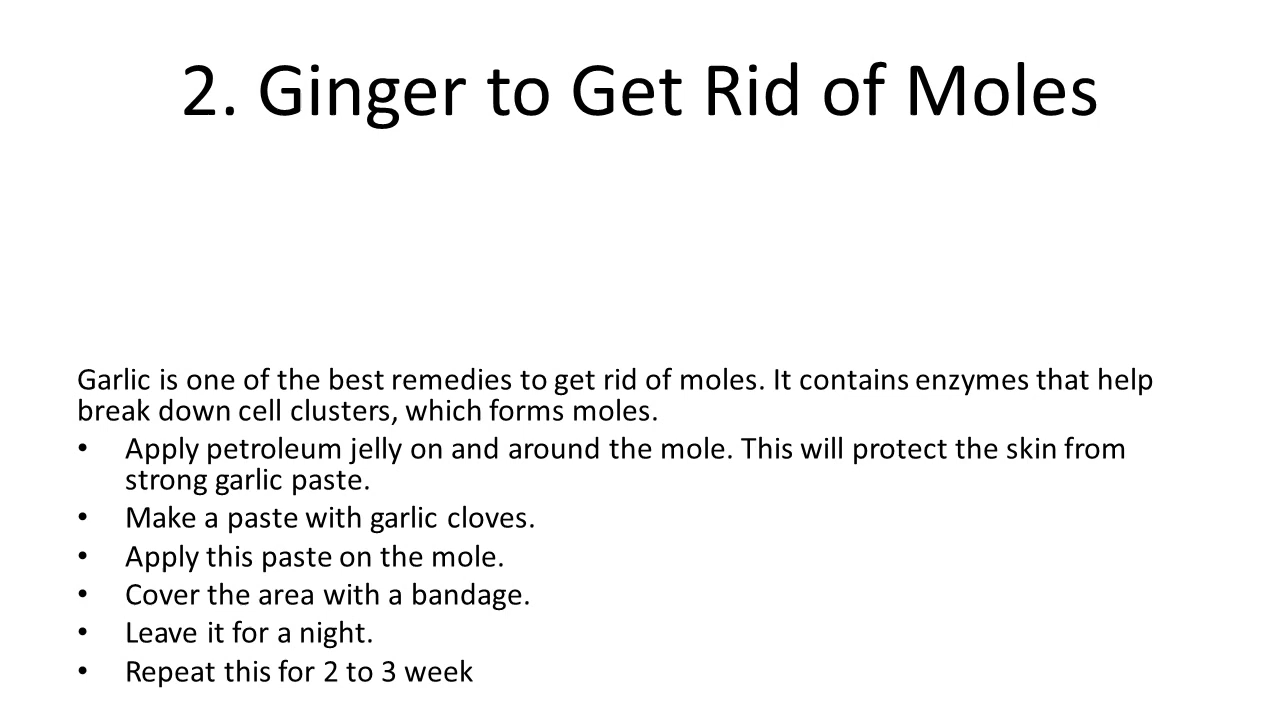 2. Ginger to Get Rid of Moles
Garlic is one of the best remedies to get rid of moles. It contains enzymes that help
break down cell clusters, which forms moles.
• Apply petroleum jelly on and around the mole. This will protect the skin from
strong garlic paste.
• Make a paste with garlic cloves.
• Apply this paste on the mole.
• Cover the area with a bandage.
• Leave it for a night.
• Repeat this for 2 to 3 week